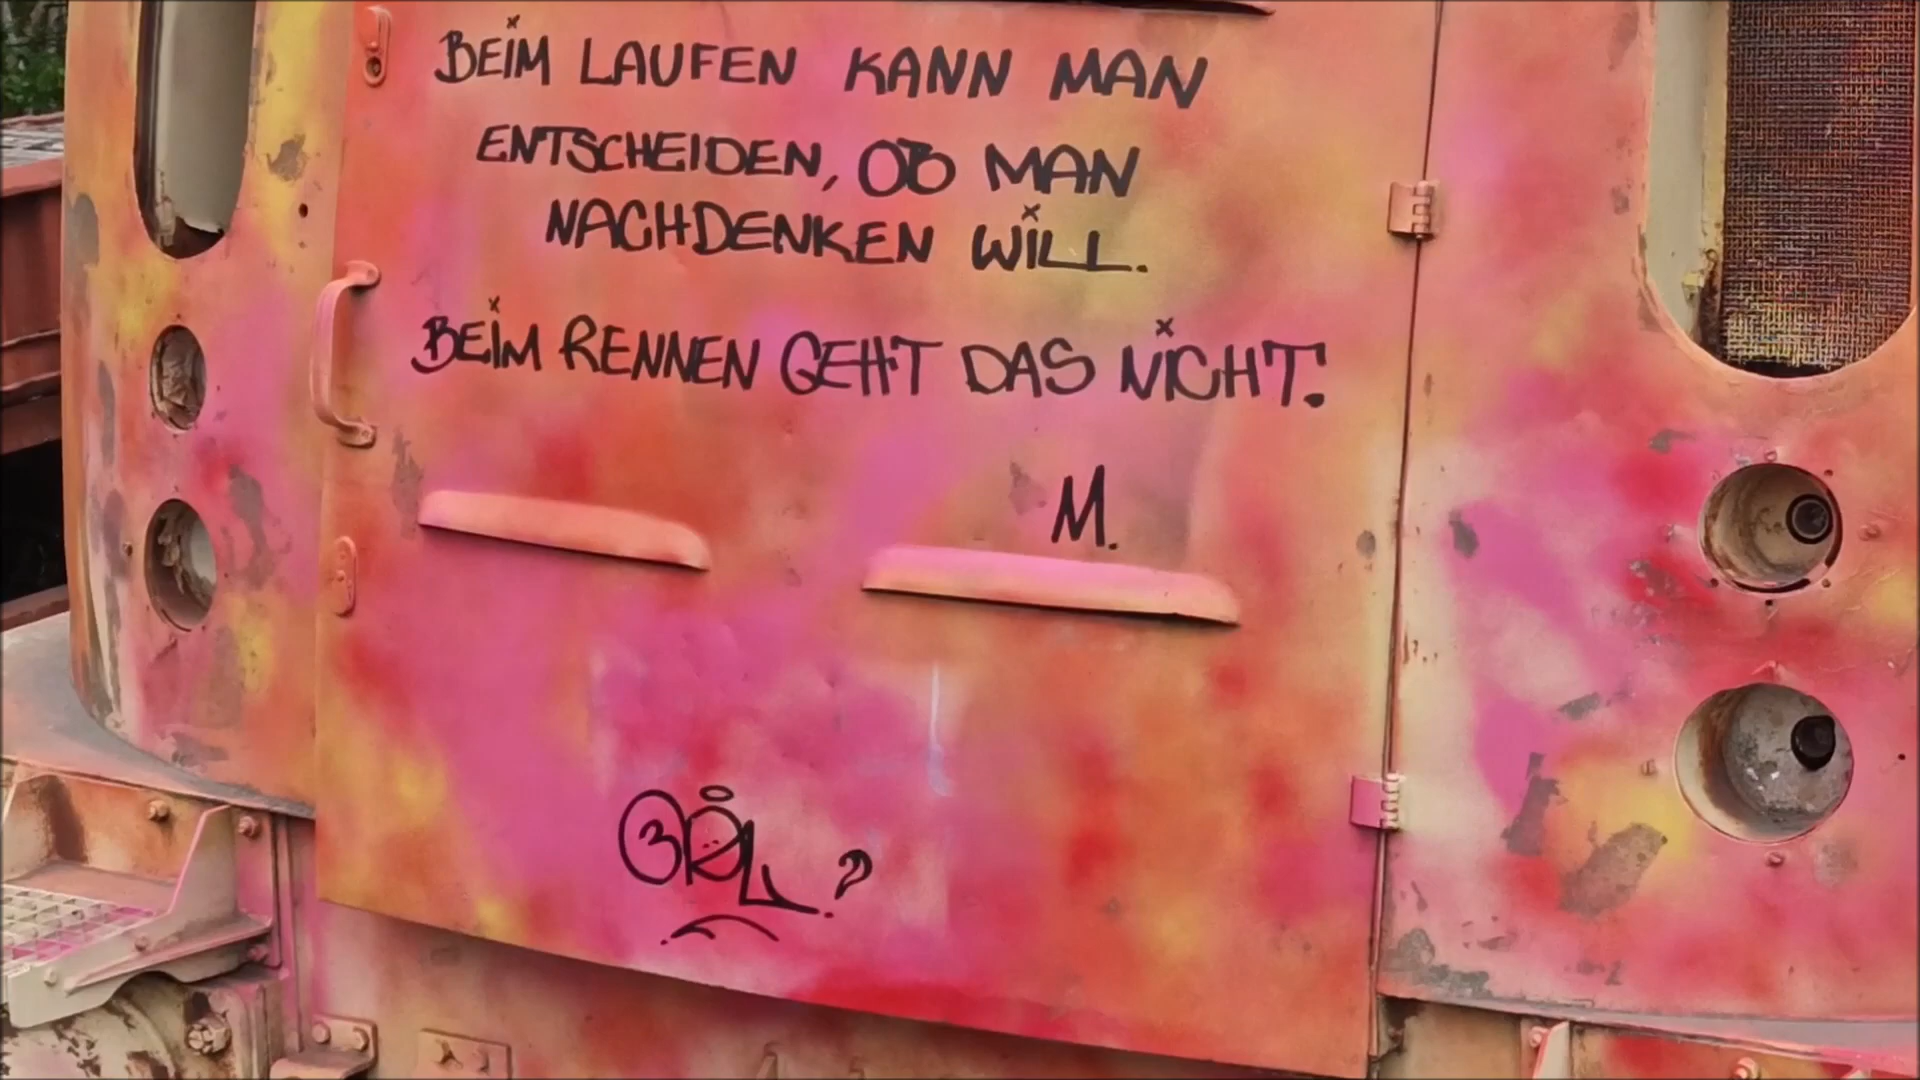 BEIM LAUFEN KANN MAN
ENTSCHEIDEN, OB MAN
NACHDENKEN WILL.
BEIM RENNEN GEHT DAS NICHT!
M.